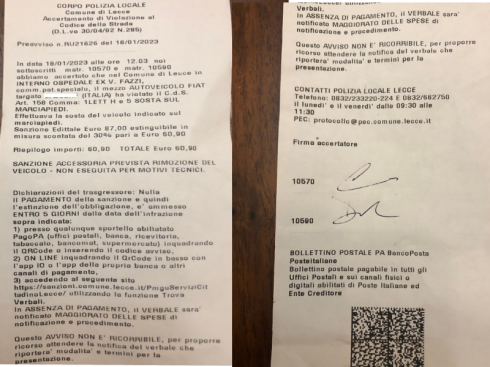 CORPO POLIZIA LOCALE
Comune di Lecce
Accertamento di Violazione al
Codice della Strada
(D.L.vo 30/04/92 N. 285)
Preavviso n.RU21626 del 18/01/2023
In data 18/01/2023 alle ore 12.03 noi
sottoscritti matr. 10570 e matr. 10590
abbiamo accertato che nel Comune di Lecce in
INTERNO OSPEDALE EX V. FAZZI,
comm.pat.speciale, il mezzo AUTOVEICOLO FIAT
targato (ITALIA) ha violato il C.d.S.
Art. 158 Comma: 1LETT H e 5 SOSTA SUL
MARCIAPIEDI.
Effettuava la sosta del veicolo indicato sul
marciapiedi.
Sanzione Edittale Euro 87,00 estinguibile in
misura scontata del 30% pari a Euro 60,90
Riepilogo importi: 60,90 TOTALE Euro 60,90
SANZIONE ACCESSORIA PREVISTA RIMOZIONE DEL
VEICOLO - NON ESEGUITA PER MOTIVI TECNICI.
Dichiarazioni del trasgressore: Nulla
Il PAGAMENTO della sanzione e quindi
l'estinzione dell'obbligazione, e' ammesso
ENTRO 5 GIORNI dalla data dell'infrazione
sopra indicata:
1) presso qualunque sportello abilitato
PagoPA (uffici postali, banca, ricevitoria,
tabaccaio, bancomat, supermercato) inquadrando
il QRCode o inserendo il codice avviso.
2) ON LINE inquadrando il QrCode in basso con
l'app IO o l'app della proprio banca o altri
canali di pagamento.
3) accedendo al seguente sito
https://sanzioni.comune.lecce.it/PmguServiziCit
tadinoLecce/ utilizzando la funzione Trova
Verbali.
In ASSENZA DI PAGAMENTO, il VERBALE sara'
notificato MAGGIORATO DELLE SPESE di
notificazione e procedimento.
Questo AVVISO NON E' RICORRIBILE, per proporre
ricorso attendere la notifica del verbale che
riportera' modalita' e termini per la
presentazione.
Verbali.
In ASSENZA DI PAGAMENTO, il VERBALE sara'
notificato MAGGIORATO DELLE SPESE di
notificazione e procedimento.
Questo AVVISO NON E' RICORRIBILE, per proporre
ricorso attendere la notifica del verbale che
riportera' modalita' e termini per la
presentazione.
CONTATTI POLIZIA LOCALE LECCE
Telefono: 0832/233220-224 E 0832/682750
il lunedi' e il venerdi' dalle 09:30 alle
11:30
PEC: protocollo@pec.comune.lecce.it
Firma accertatore
10570
10590
BOLLETTINO POSTALE PA BancoPosta
Posteitaliane
Bollettino postale pagabile in tutti gli
Uffici Postali e sui canali fisici o
digitali abilitati di Poste Italiane ed
Ente Creditore